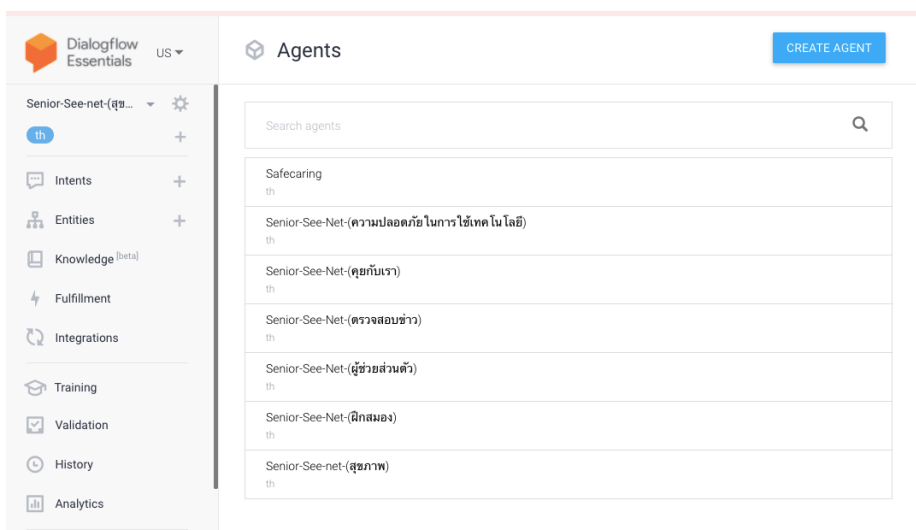 Dialogflow
Essentials
US
Agents
CREATE AGENT
Senior-See-net-(สุข...
th
Search agents
Intents
Entities
Knowledge [beta]
Fulfillment
Integrations
Training
Validation
History
Analytics
Safecaring
th
Senior-See-Net-(ความปลอดภัยในการใช้เทคโนโลยี)
th
Senior-See-Net-(คุยกับเรา)
th
Senior-See-Net-(ตรวจสอบข่าว)
th
Senior-See-Net-(ผู้ช่วยส่วนตัว)
th
Senior-See-Net-(ฝึกสมอง)
th
Senior-See-net-(สุขภาพ)
th